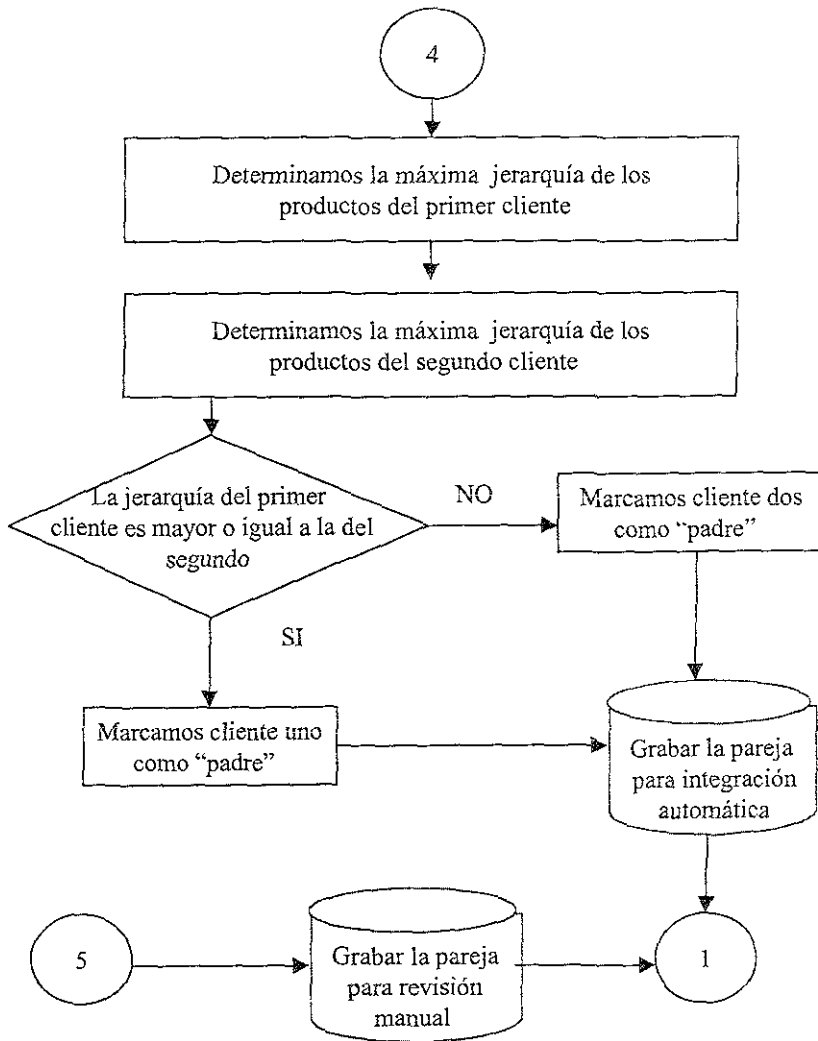 4
Determinamos la máxima jerarquía de los
productos del primer cliente
Determinamos la máxima jerarquía de los
productos del segundo cliente
La jerarquía del primer
cliente es mayor o igual a la del
segundo
NO
Marcamos cliente dos
como “padre”
SI
Marcamos cliente uno
como “padre”
Grabar la pareja
para integración
automática
5
Grabar la pareja
para revisión
manual
1